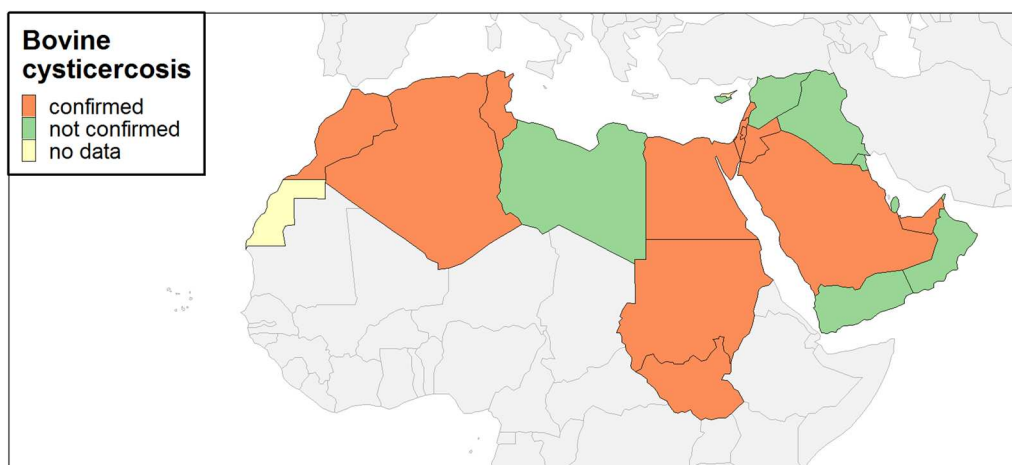 Bovine
cysticercosis
confirmed
not confirmed
no data